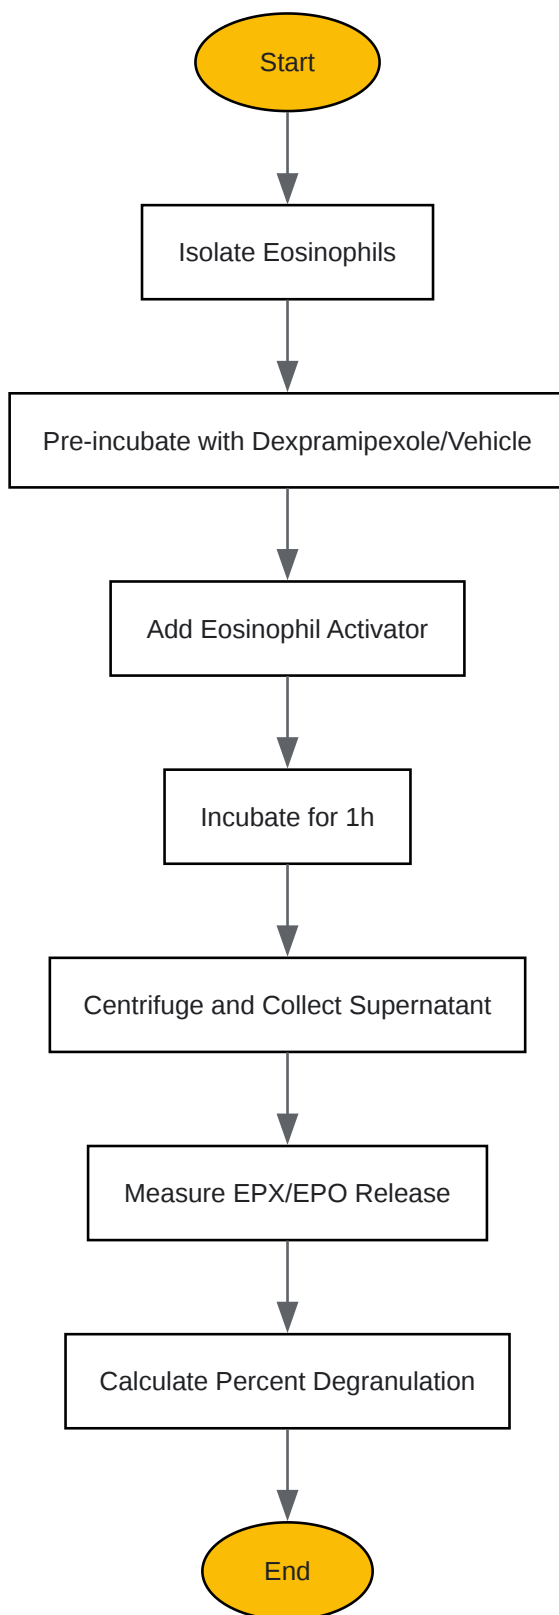 Start
Isolate Eosinophils
Pre-incubate with Dexpramipexole/Vehicle
Add Eosinophil Activator
Incubate for 1h
Centrifuge and Collect Supernatant
Measure EPX/EPO Release
Calculate Percent Degranulation
End